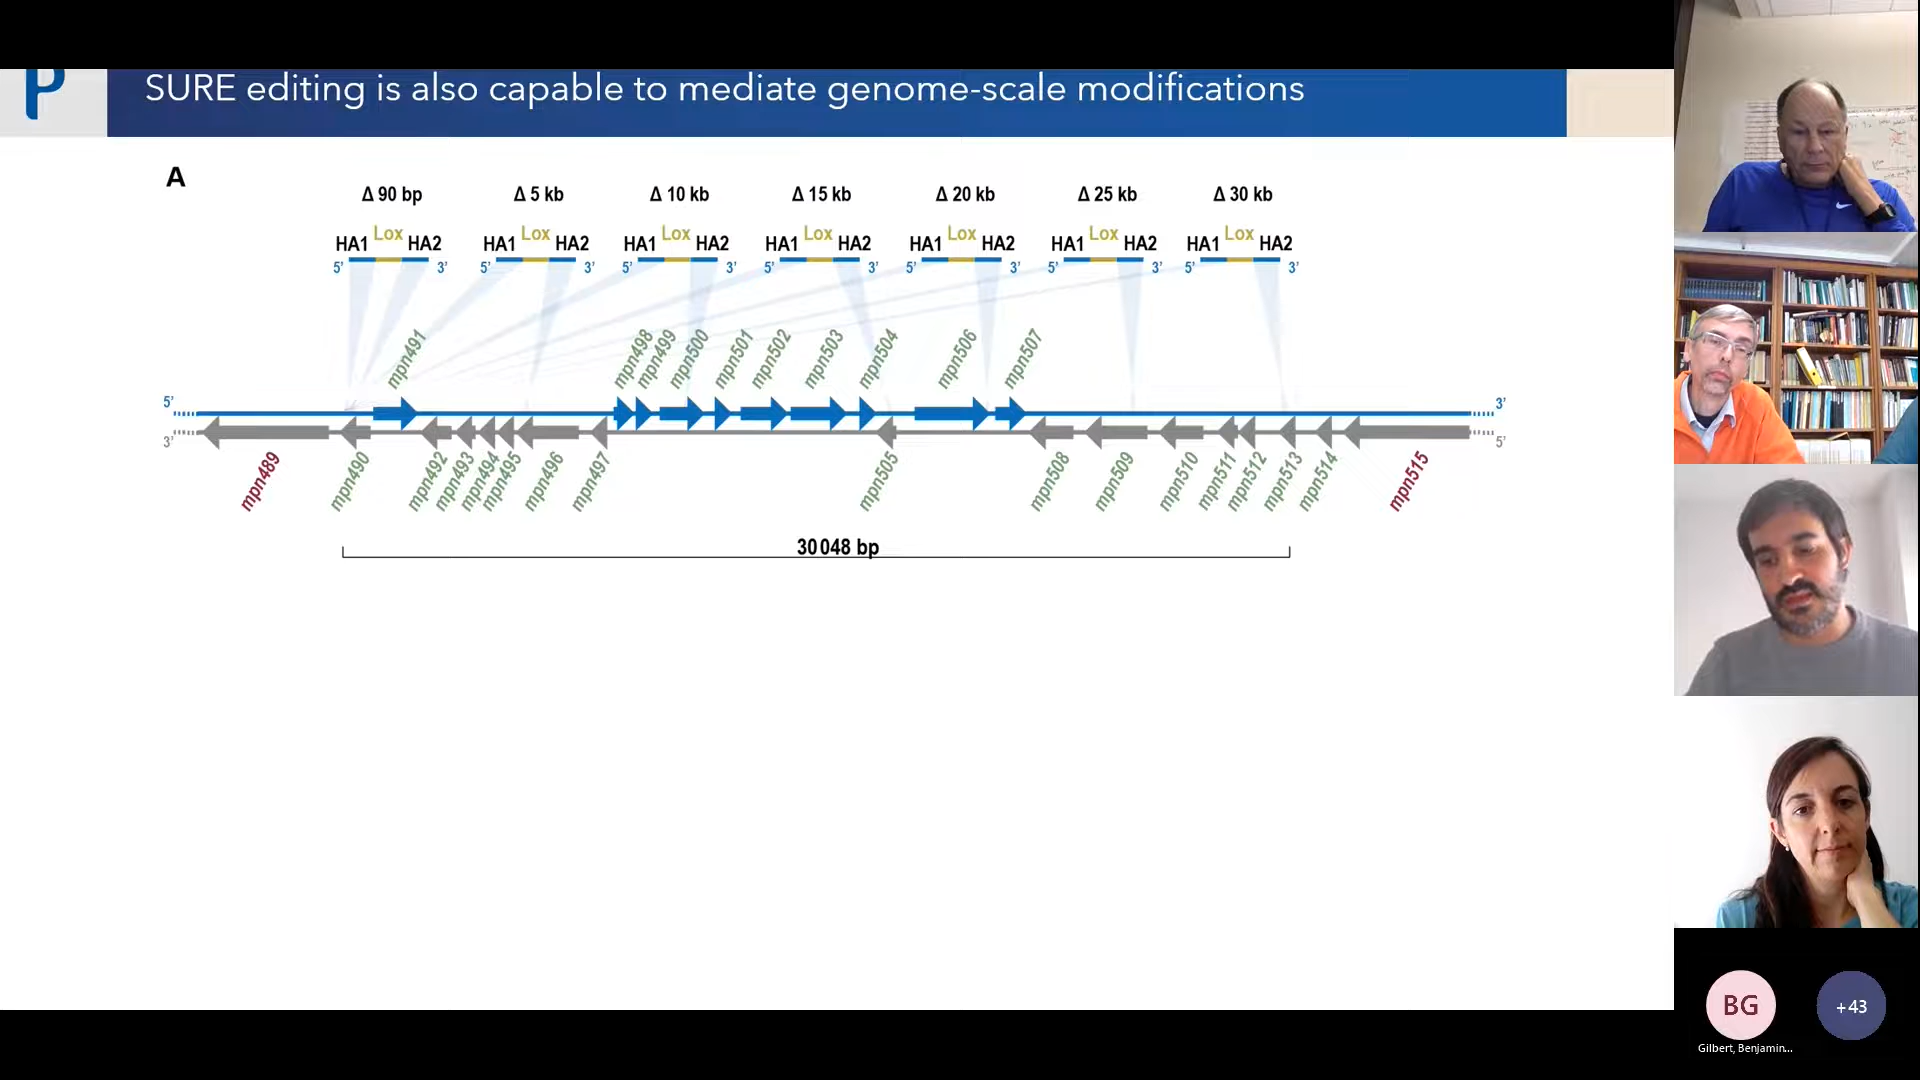 SURE editing is also capable to mediate genome-scale modifications
A
Δ 90 bp Δ 5 kb Δ 10 kb Δ 15 kb Δ 20 kb Δ 25 kb Δ 30 kb
HA1 Lox HA2 HA1 Lox HA2 HA1 Lox HA2 HA1 Lox HA2 HA1 Lox HA2 HA1 Lox HA2 HA1 Lox HA2
5' 3' 5' 3' 5' 3' 5' 3' 5' 3' 5' 3' 5' 3'
mpn491 mpn498 mpn499 mpn500 mpn501 mpn502 mpn503 mpn504 mpn506 mpn507
5' 3'
3' 5'
mpn489 mpn490 mpn492 mpn493 mpn494 mpn495 mpn496 mpn497 mpn505 mpn508 mpn509 mpn510 mpn511 mpn512 mpn513 mpn514 mpn515
30 048 bp
BG
+43
Gilbert, Benjamin...